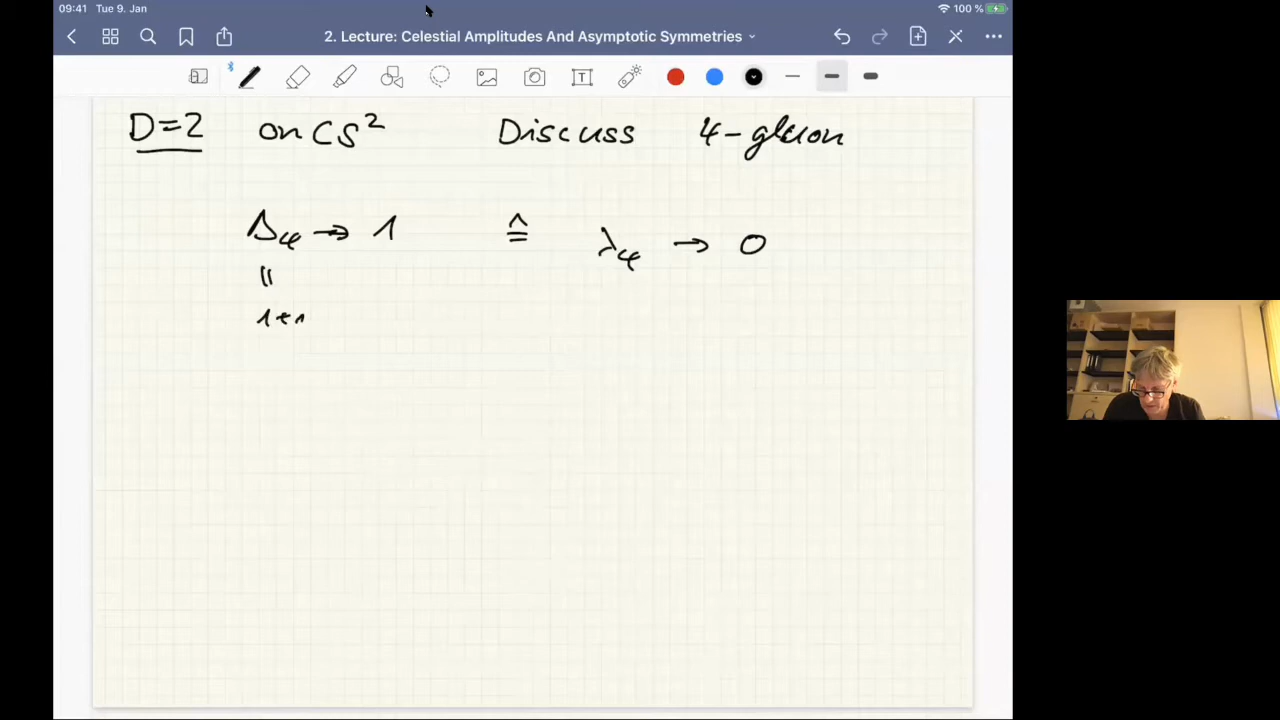 09:41 Tue 9. Jan 100 %
2. Lecture: Celestial Amplitudes And Asymptotic Symmetries
T
D=2 on CS² Discuss 4-gluon
Δ₄ → 1 ≙ λ₄ → 0
||